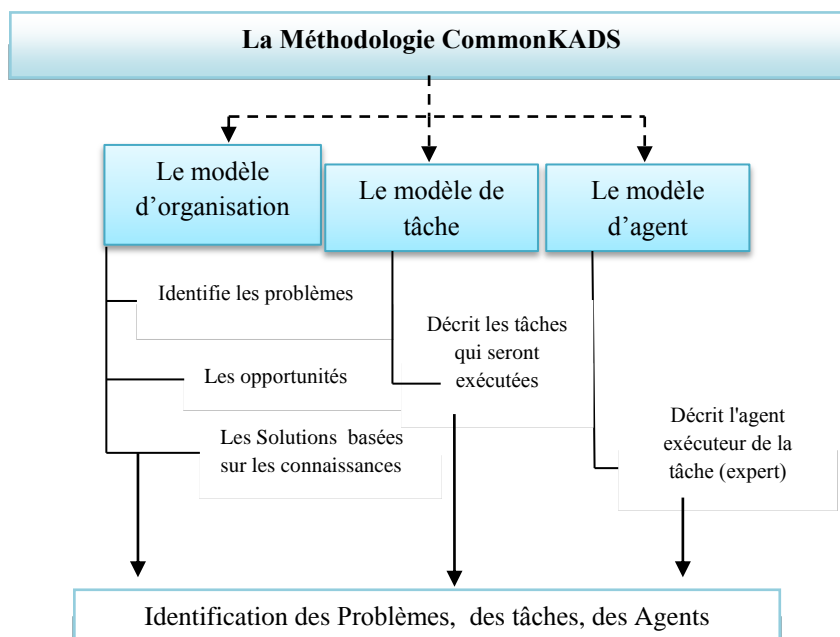 La Méthodologie CommonKADS
Le modèle
d’organisation
Le modèle de
tâche
Le modèle
d’agent
Identifie les problèmes
Les opportunités
Les Solutions basées
sur les connaissances
Décrit les tâches
qui seront
exécutées
Décrit l'agent
exécuteur de la
tâche (expert)
Identification des Problèmes, des tâches, des Agents